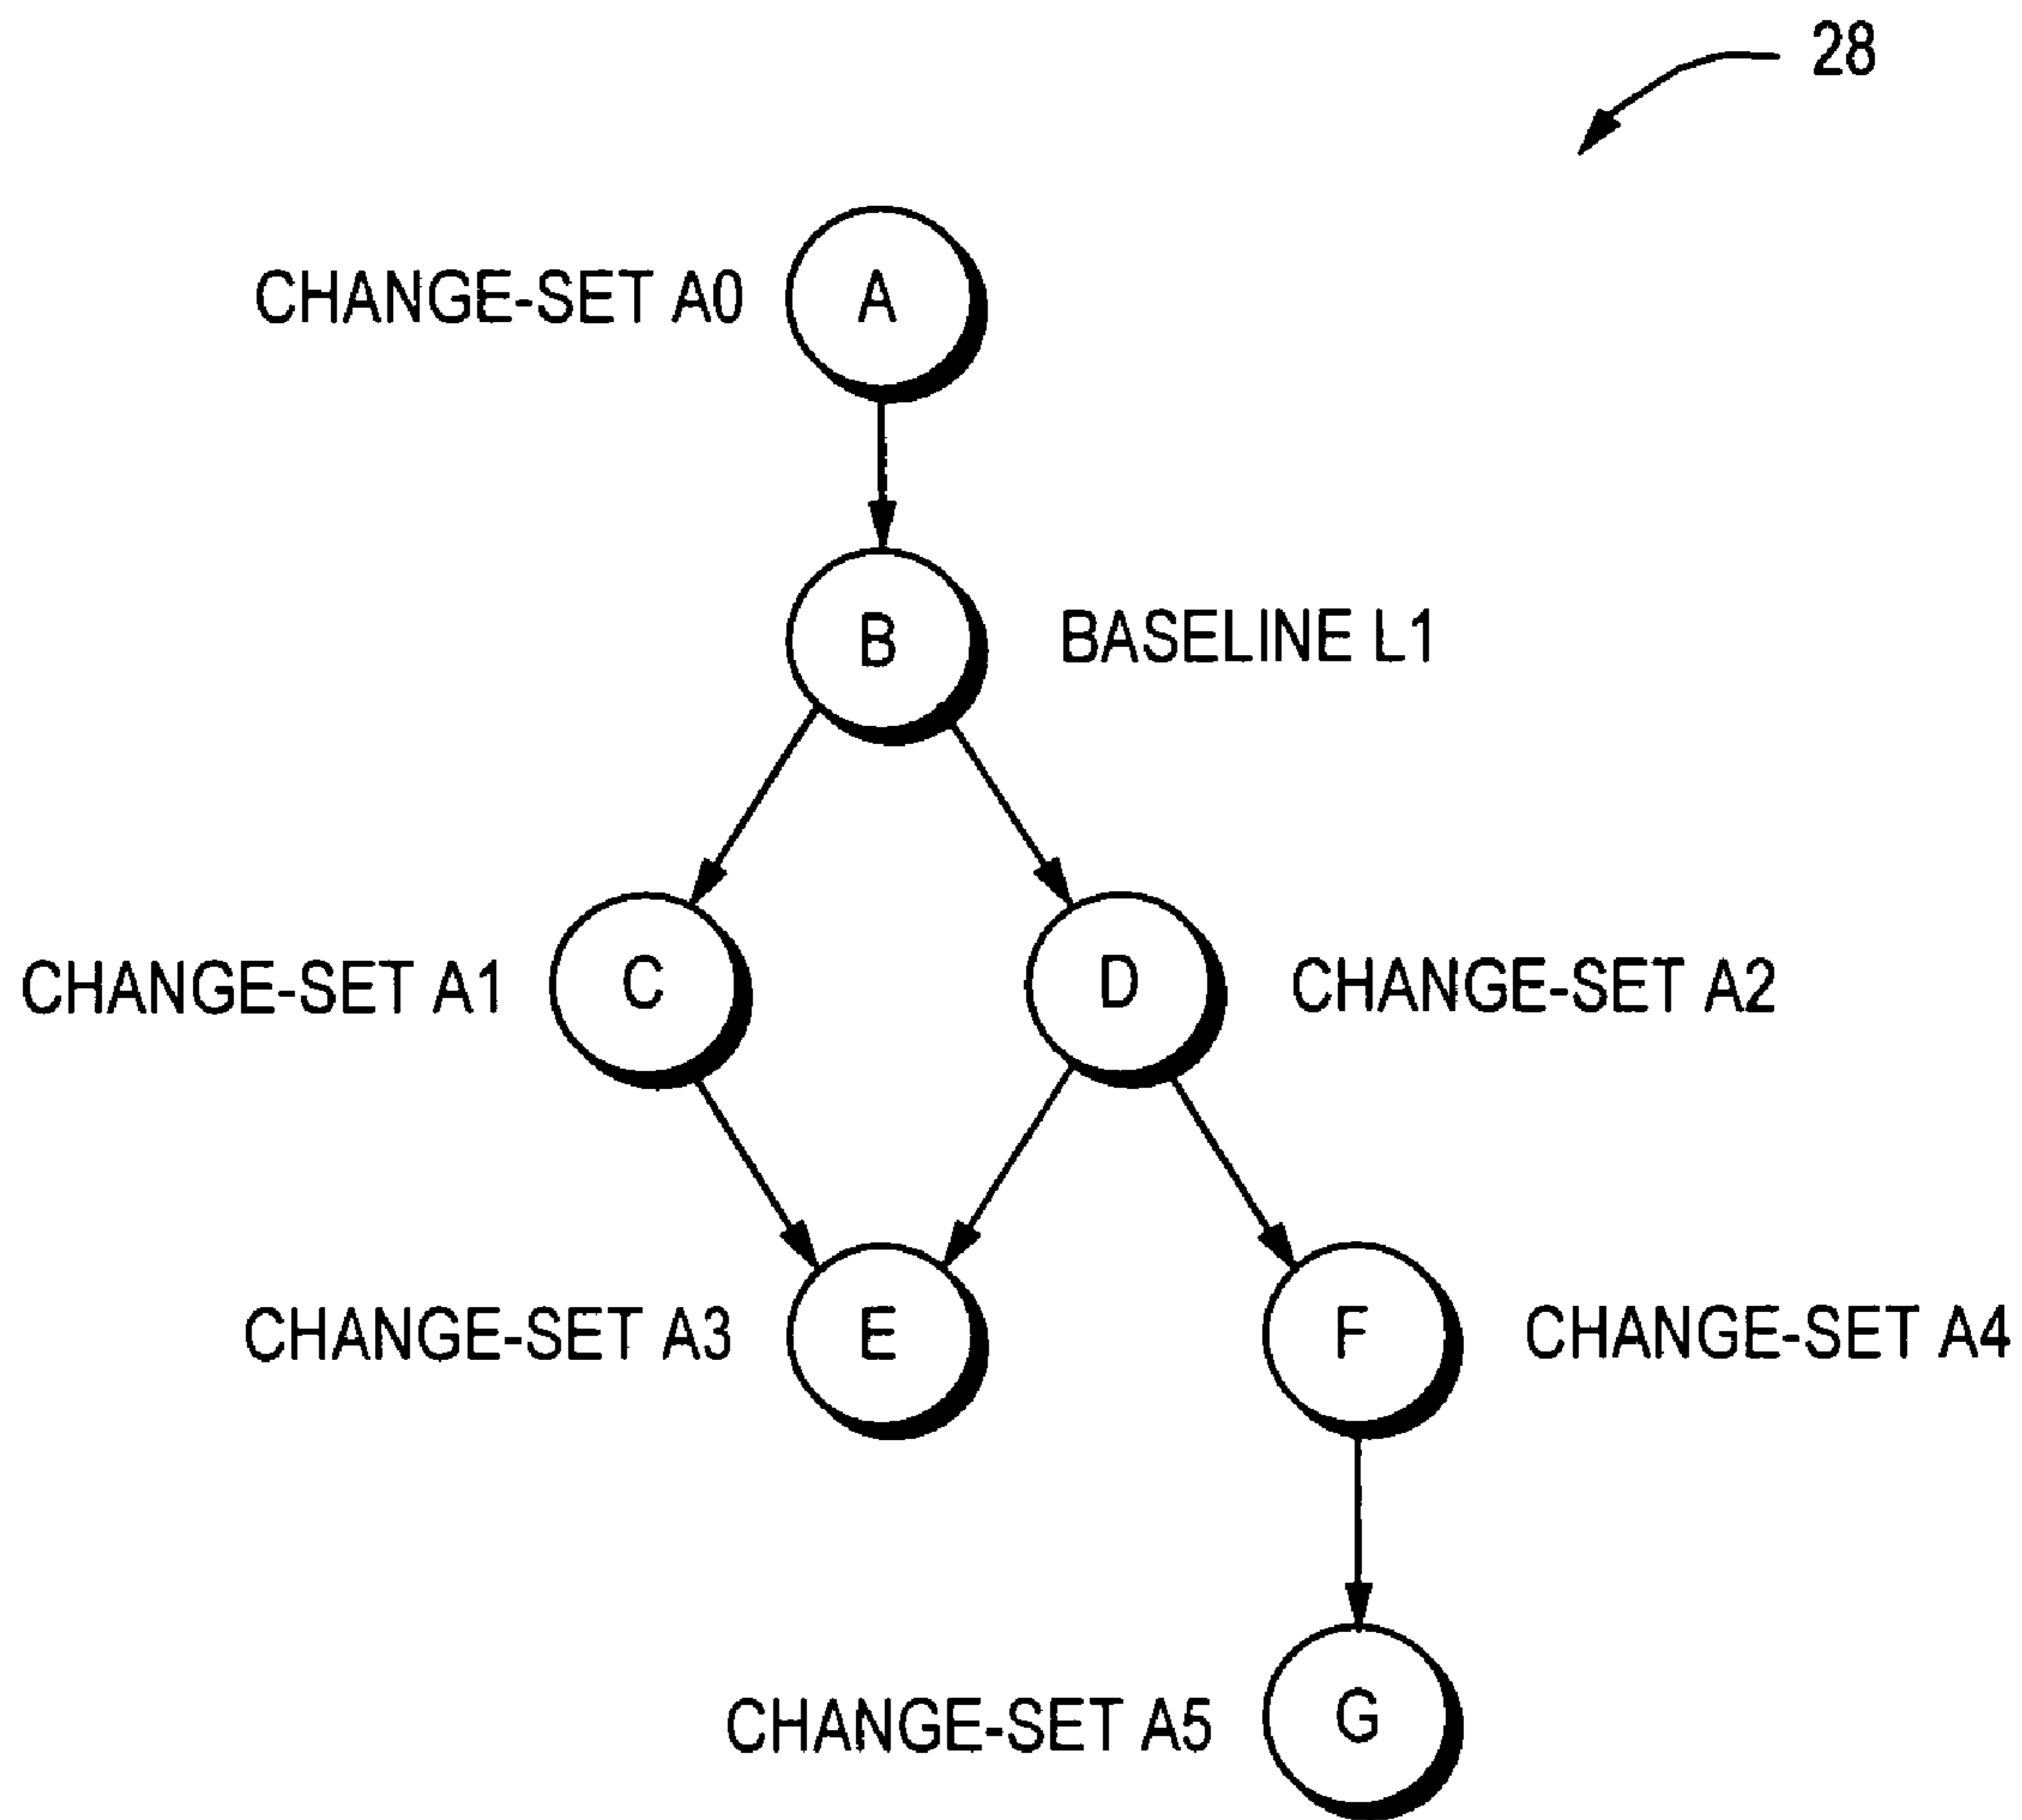 28
CHANGE-SET A0
A
B
BASELINE L1
CHANGE-SET A1
C
D
CHANGE-SET A2
CHANGE-SET A3
E
F
CHANGE-SET A4
CHANGE-SET A5
G